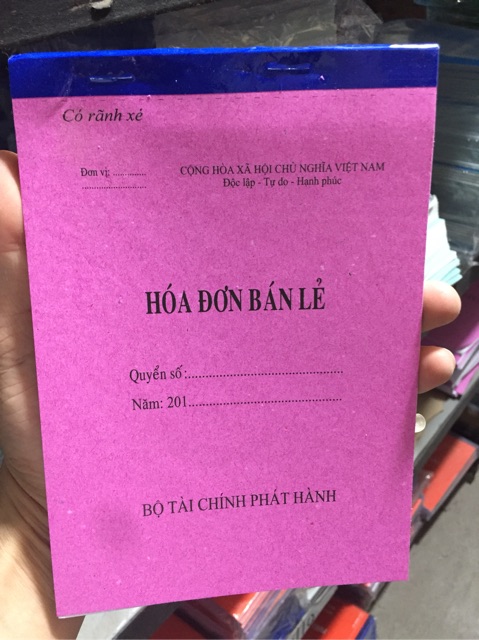 Có rãnh xé
Đơn vị: ..............
..........................
CỘNG HÒA XÃ HỘI CHỦ NGHĨA VIỆT NAM
Độc lập - Tự do - Hanh phúc
HÓA ĐƠN BÁN LẺ
Quyển số:............................................
Năm: 201............................................
BỘ TÀI CHÍNH PHÁT HÀNH